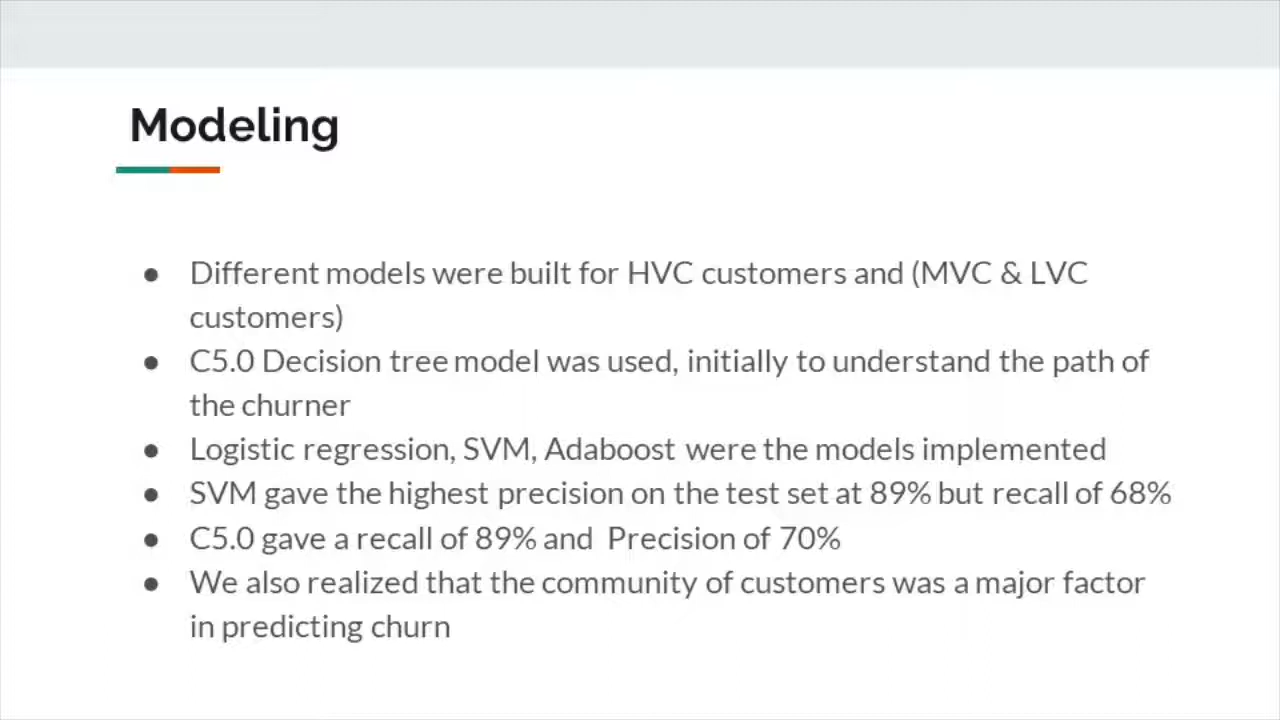 Modeling
● Different models were built for HVC customers and (MVC & LVC
customers)
● C5.0 Decision tree model was used, initially to understand the path of
the churner
● Logistic regression, SVM, Adaboost were the models implemented
● SVM gave the highest precision on the test set at 89% but recall of 68%
● C5.0 gave a recall of 89% and Precision of 70%
● We also realized that the community of customers was a major factor
in predicting churn